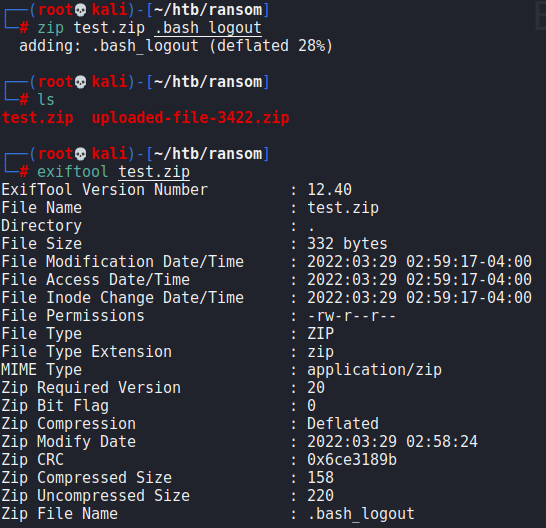 ┌──(root💀kali)-[~/htb/ransom]
└─# zip test.zip .bash_logout
  adding: .bash_logout (deflated 28%)
┌──(root💀kali)-[~/htb/ransom]
└─# ls
test.zip  uploaded-file-3422.zip
┌──(root💀kali)-[~/htb/ransom]
└─# exiftool test.zip
ExifTool Version Number         : 12.40
File Name                       : test.zip
Directory                       : .
File Size                       : 332 bytes
File Modification Date/Time     : 2022:03:29 02:59:17-04:00
File Access Date/Time           : 2022:03:29 02:59:17-04:00
File Inode Change Date/Time     : 2022:03:29 02:59:17-04:00
File Permissions                : -rw-r--r--
File Type                       : ZIP
File Type Extension             : zip
MIME Type                       : application/zip
Zip Required Version            : 20
Zip Bit Flag                    : 0
Zip Compression                 : Deflated
Zip Modify Date                 : 2022:03:29 02:58:24
Zip CRC                         : 0x6ce3189b
Zip Compressed Size             : 158
Zip Uncompressed Size           : 220
Zip File Name                   : .bash_logout